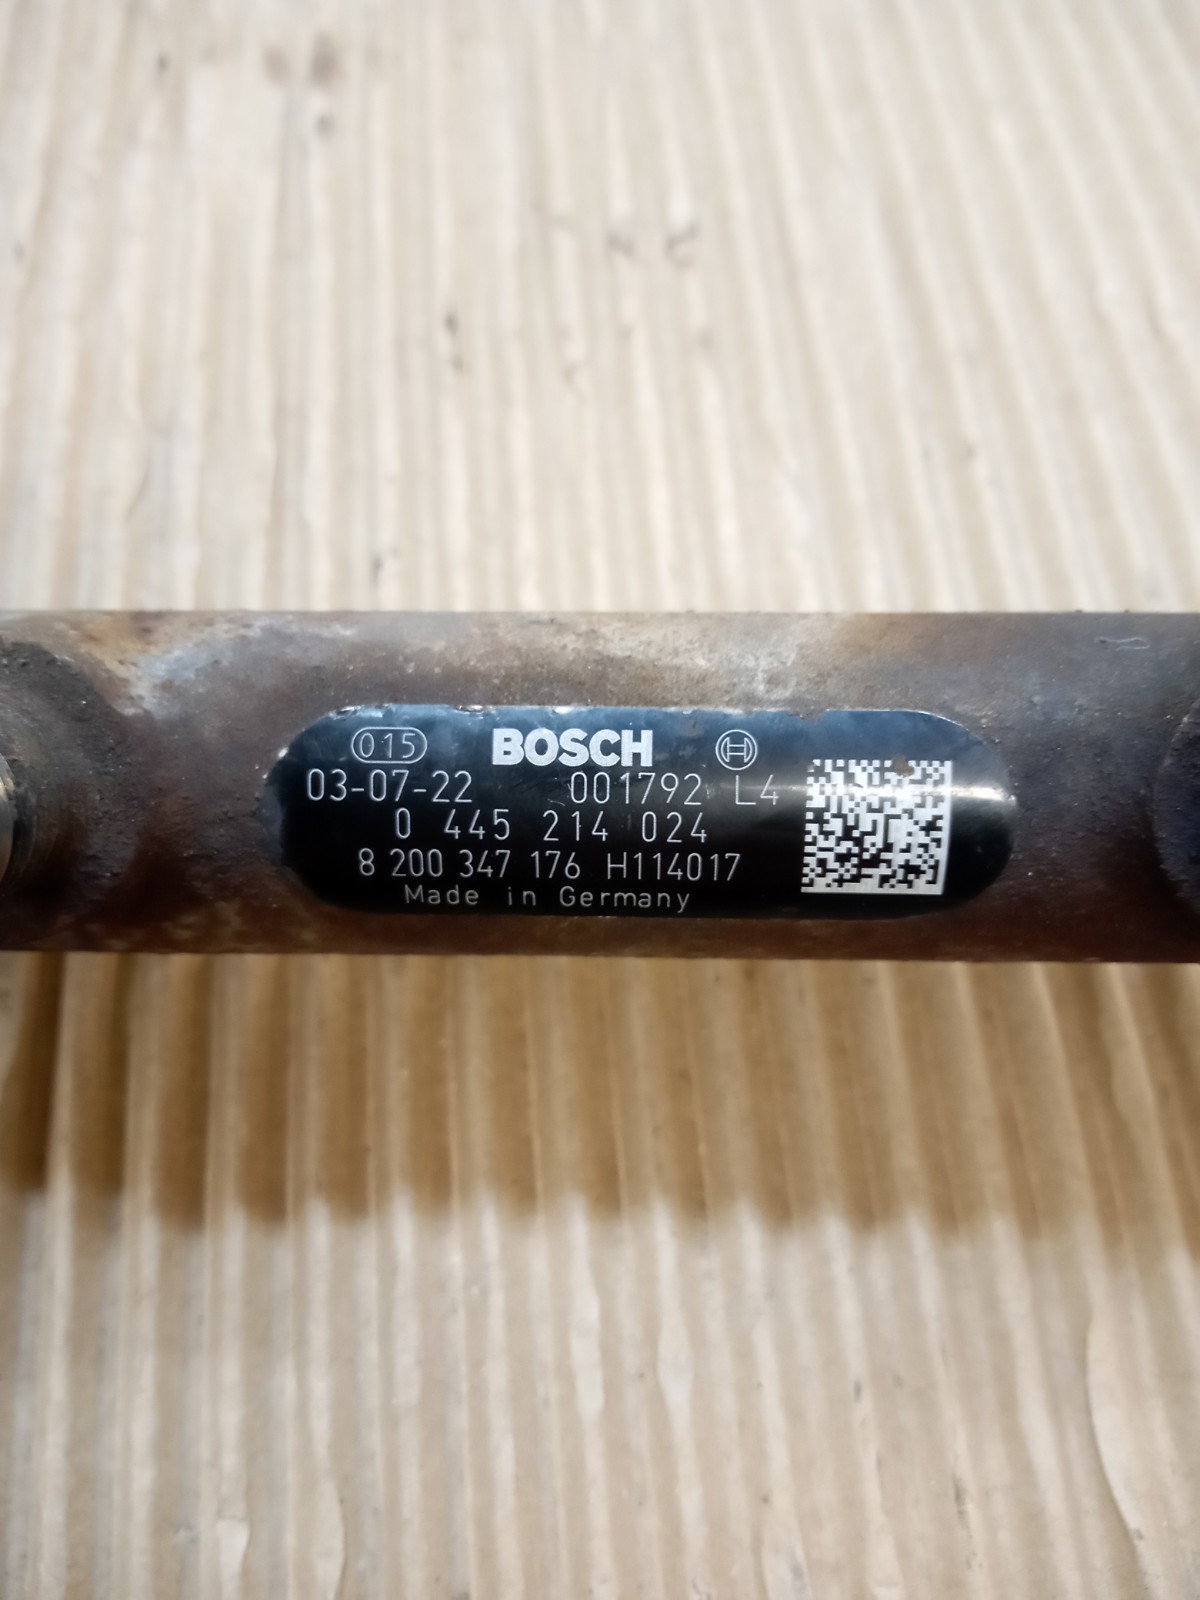 015 BOSCH
03-07-22 001792 L4
0 445 214 024
8 200 347 176 H114017
Made in Germany